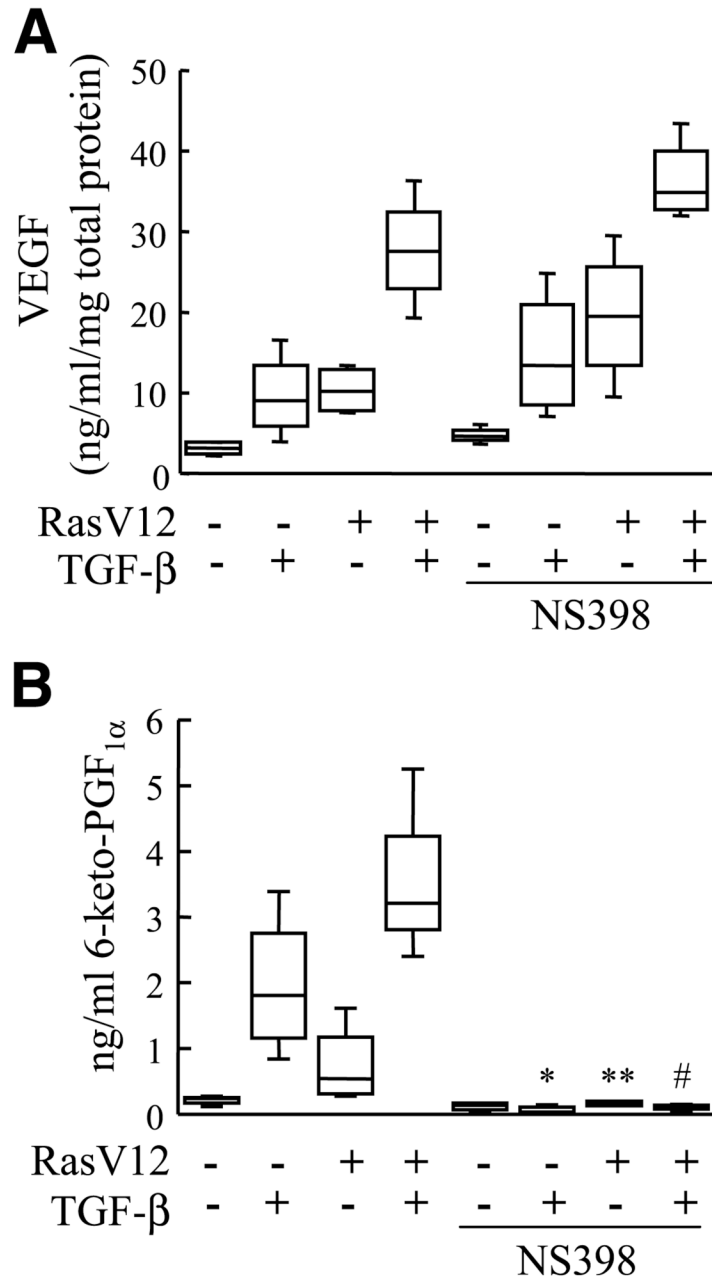 A
VEGF
(ng/ml/mg total protein)
50
40
30
20
10
0
RasV12 - - + + - - + +
TGF-β - + - + - + - +
NS398
B
ng/ml 6-keto-PGF1α
6
5
4
3
2
1
0
* ** #
RasV12 - - + + - - + +
TGF-β - + - + - + - +
NS398